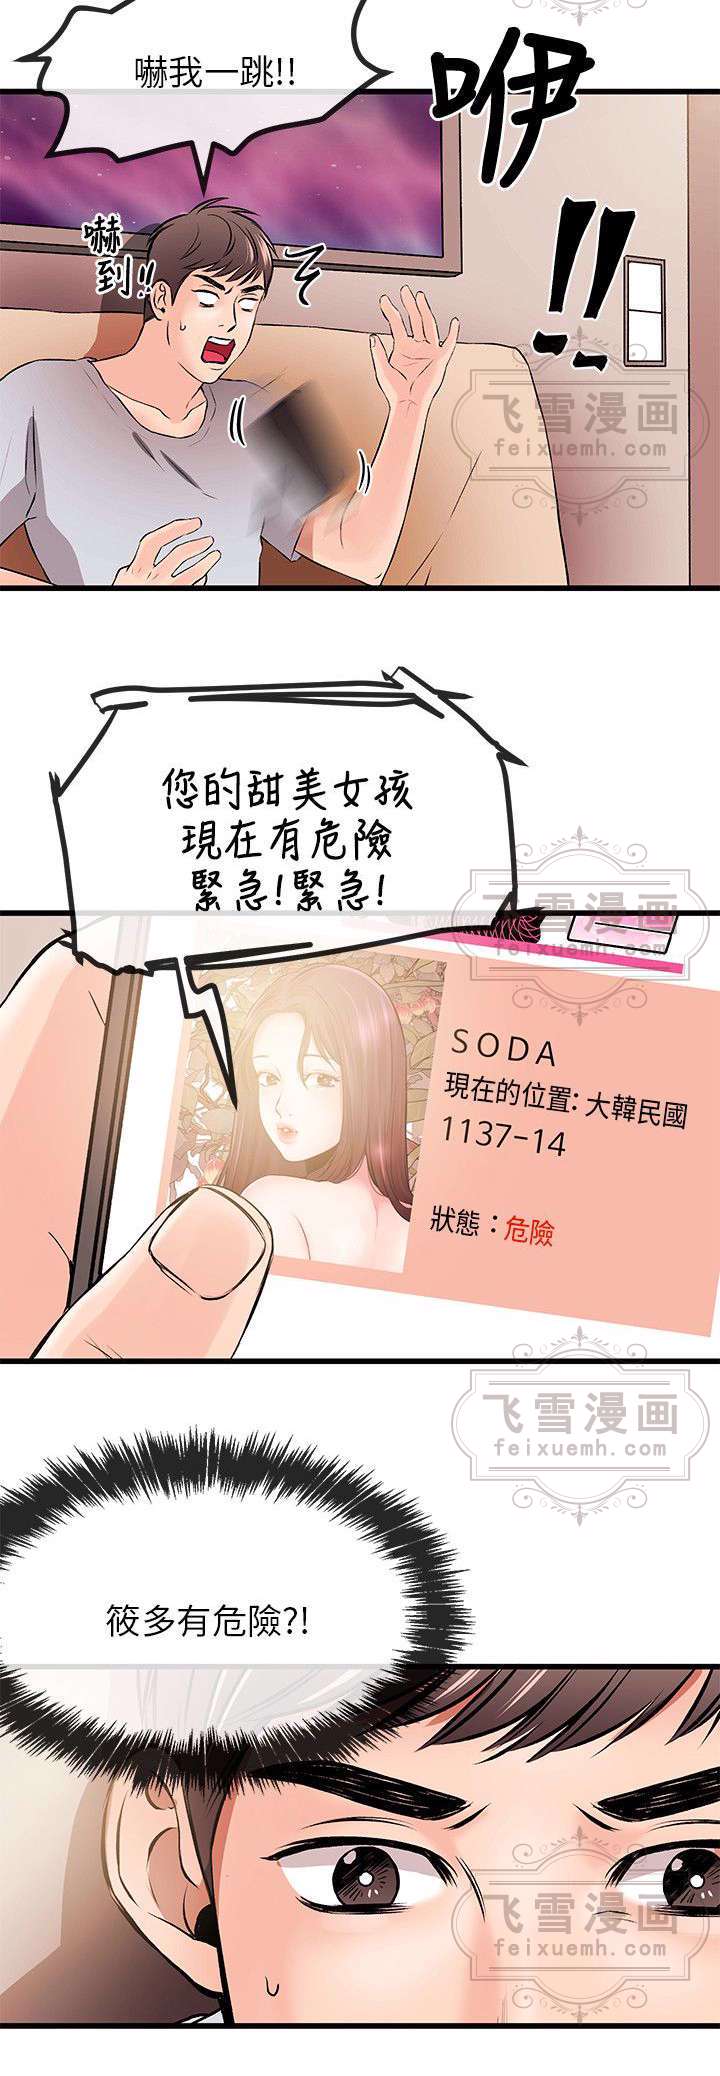 嚇我一跳!!
咿!!
嚇到!!
飞雪漫画
feixuemh.com
您的甜美女孩
現在有危險
緊急!緊急!
飞雪漫画
feixuemh.com
SODA
現在的位置:大韓民國
1137-14
狀態：危險
飞雪漫画
feixuemh.com
筱多有危險?!
飞雪漫画
feixuemh.com